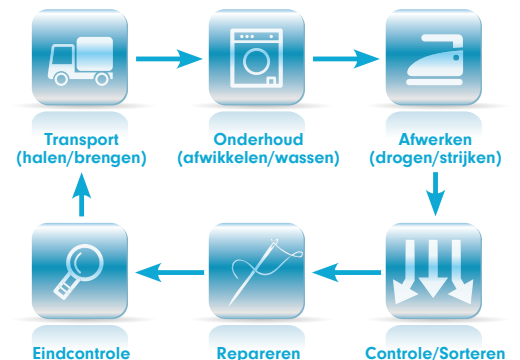 Transport
(halen/brengen)
Onderhoud
(afwikkelen/wassen)
Afwerken
(drogen/strijken)
Eindcontrole
Repareren
Controle/Sorteren